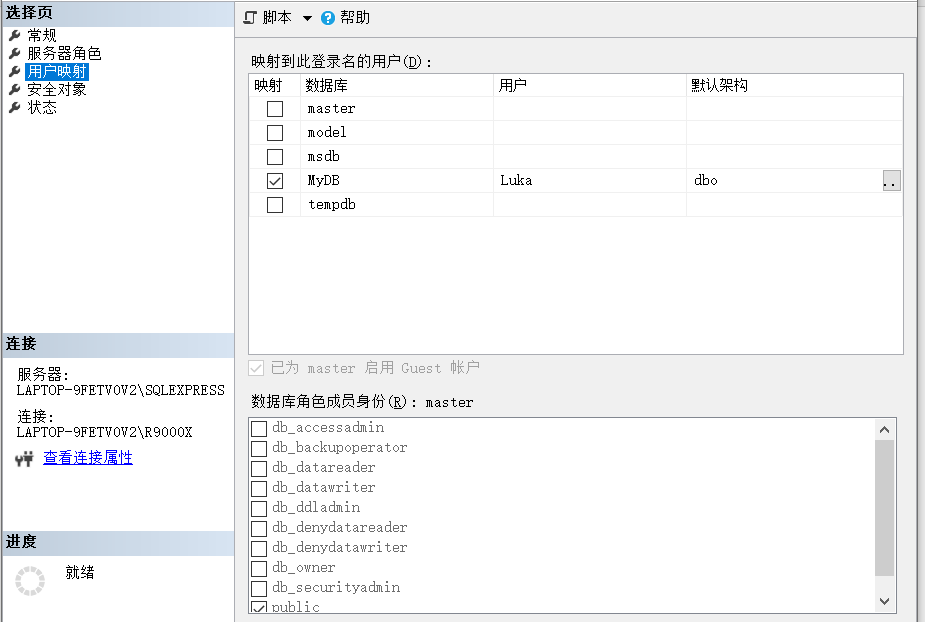 选择页
常规
服务器角色
用户映射
安全对象
状态
连接
服务器:
LAPTOP-9FETV0V2\SQLEXPRESS
连接:
LAPTOP-9FETV0V2\R9000X
查看连接属性
进度
就绪
脚本 ? 帮助
映射到此登录名的用户(D):
映射 数据库 用户 默认架构
master
model
msdb
MyDB Luka dbo ..
tempdb
已为 master 启用 Guest 帐户
数据库角色成员身份(R): master
db_accessadmin
db_backupoperator
db_datareader
db_datawriter
db_ddladmin
db_denydatareader
db_denydatawriter
db_owner
db_securityadmin
public